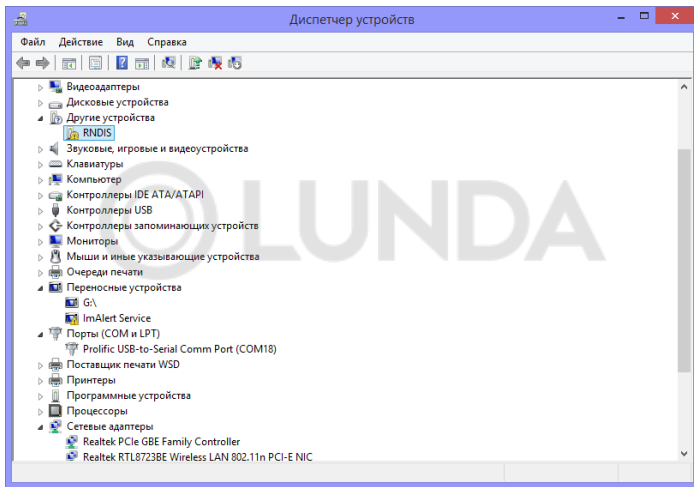 Диспетчер устройств
Файл Действие Вид Справка
Видеоадаптеры
Дисковые устройства
Другие устройства
RNDIS
Звуковые, игровые и видеоустройства
Клавиатуры
Компьютер
Контроллеры IDE ATA/ATAPI
Контроллеры USB
Контроллеры запоминающих устройств
Мониторы
Мыши и иные указывающие устройства
Очереди печати
Переносные устройства
G:\
ImAlert Service
Порты (COM и LPT)
Prolific USB-to-Serial Comm Port (COM18)
Поставщик печати WSD
Принтеры
Программные устройства
Процессоры
Сетевые адаптеры
Realtek PCIe GBE Family Controller
Realtek RTL8723BE Wireless LAN 802.11n PCI-E NIC
LUNDA